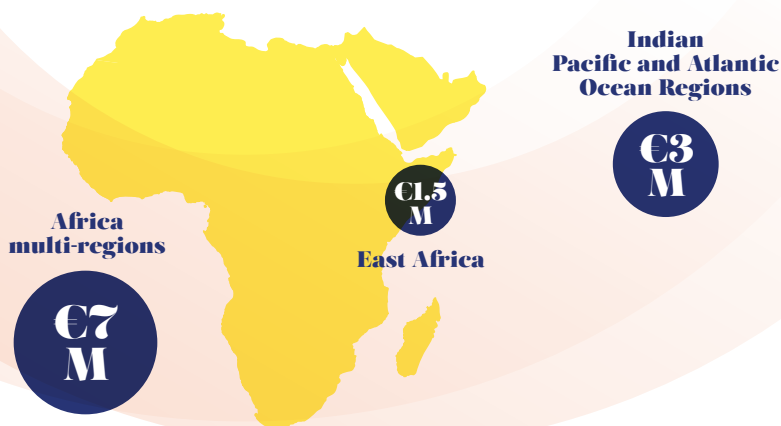 Indian
Pacific and Atlantic
Ocean Regions
€3
M
€1.5
M
East Africa
Africa
multi-regions
€7
M